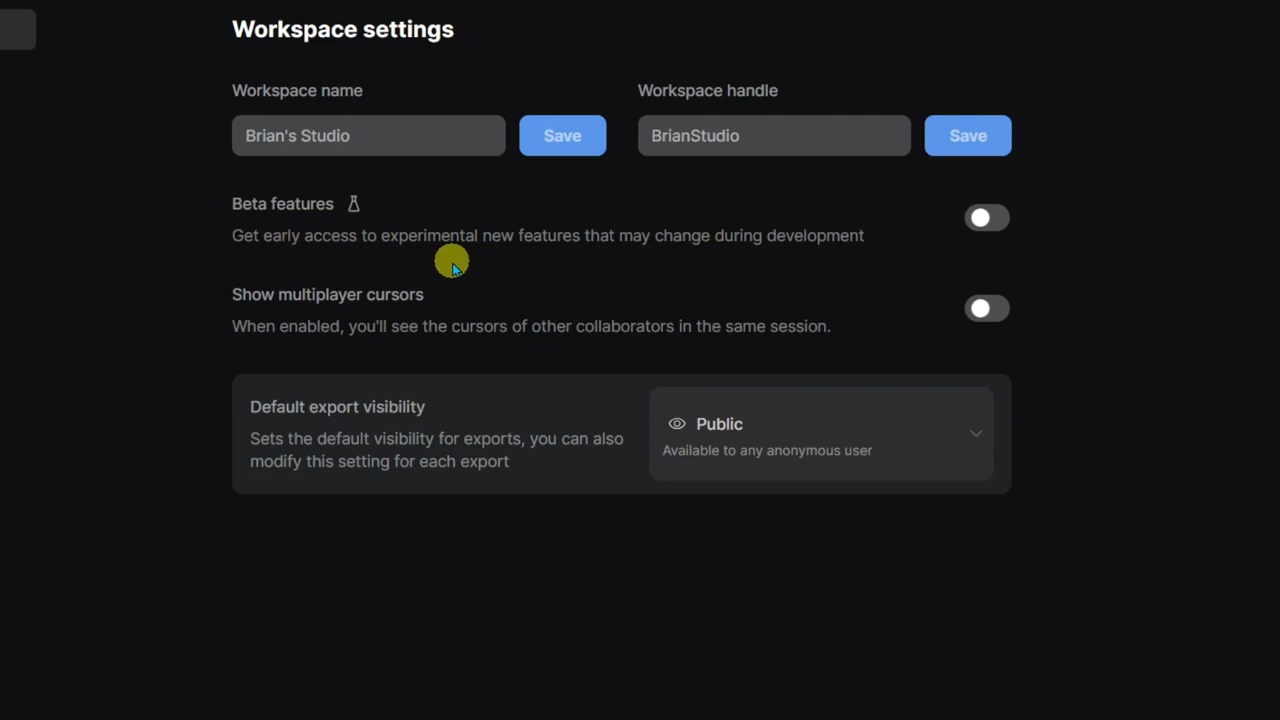 Workspace settings
Workspace name
Workspace handle
Brian's Studio
Save
BrianStudio
Save
Beta features
Get early access to experimental new features that may change during development
Show multiplayer cursors
When enabled, you'll see the cursors of other collaborators in the same session.
Default export visibility
Sets the default visibility for exports, you can also
modify this setting for each export
Public
Available to any anonymous user